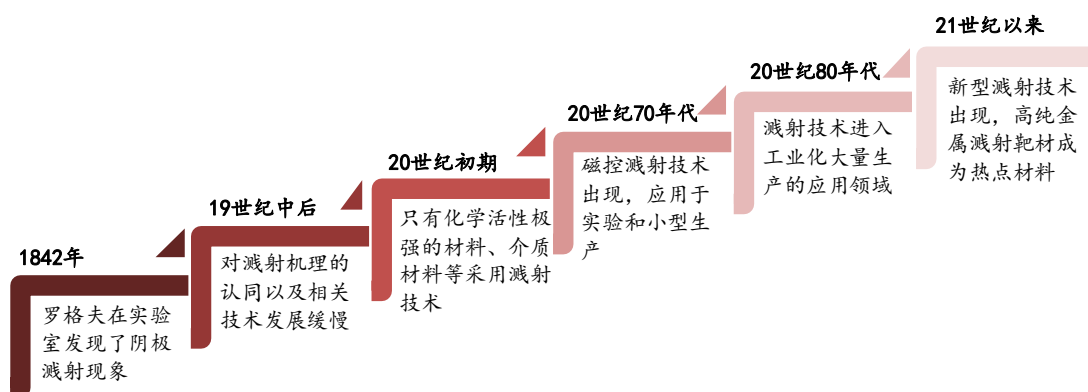 1842年
罗格夫在实验
室发现了阴极
溅射现象
19世纪中后
对溅射机理的
认同以及相关
技术发展缓慢
20世纪初期
只有化学活性极
强的材料、介质
材料等采用溅射
技术
20世纪70年代
磁控溅射技术
出现，应用于
实验和小型生
产
20世纪80年代
溅射技术进入
工业化大量生
产的应用领域
21世纪以来
新型溅射技术
出现，高纯金
属溅射靶材成
为热点材料